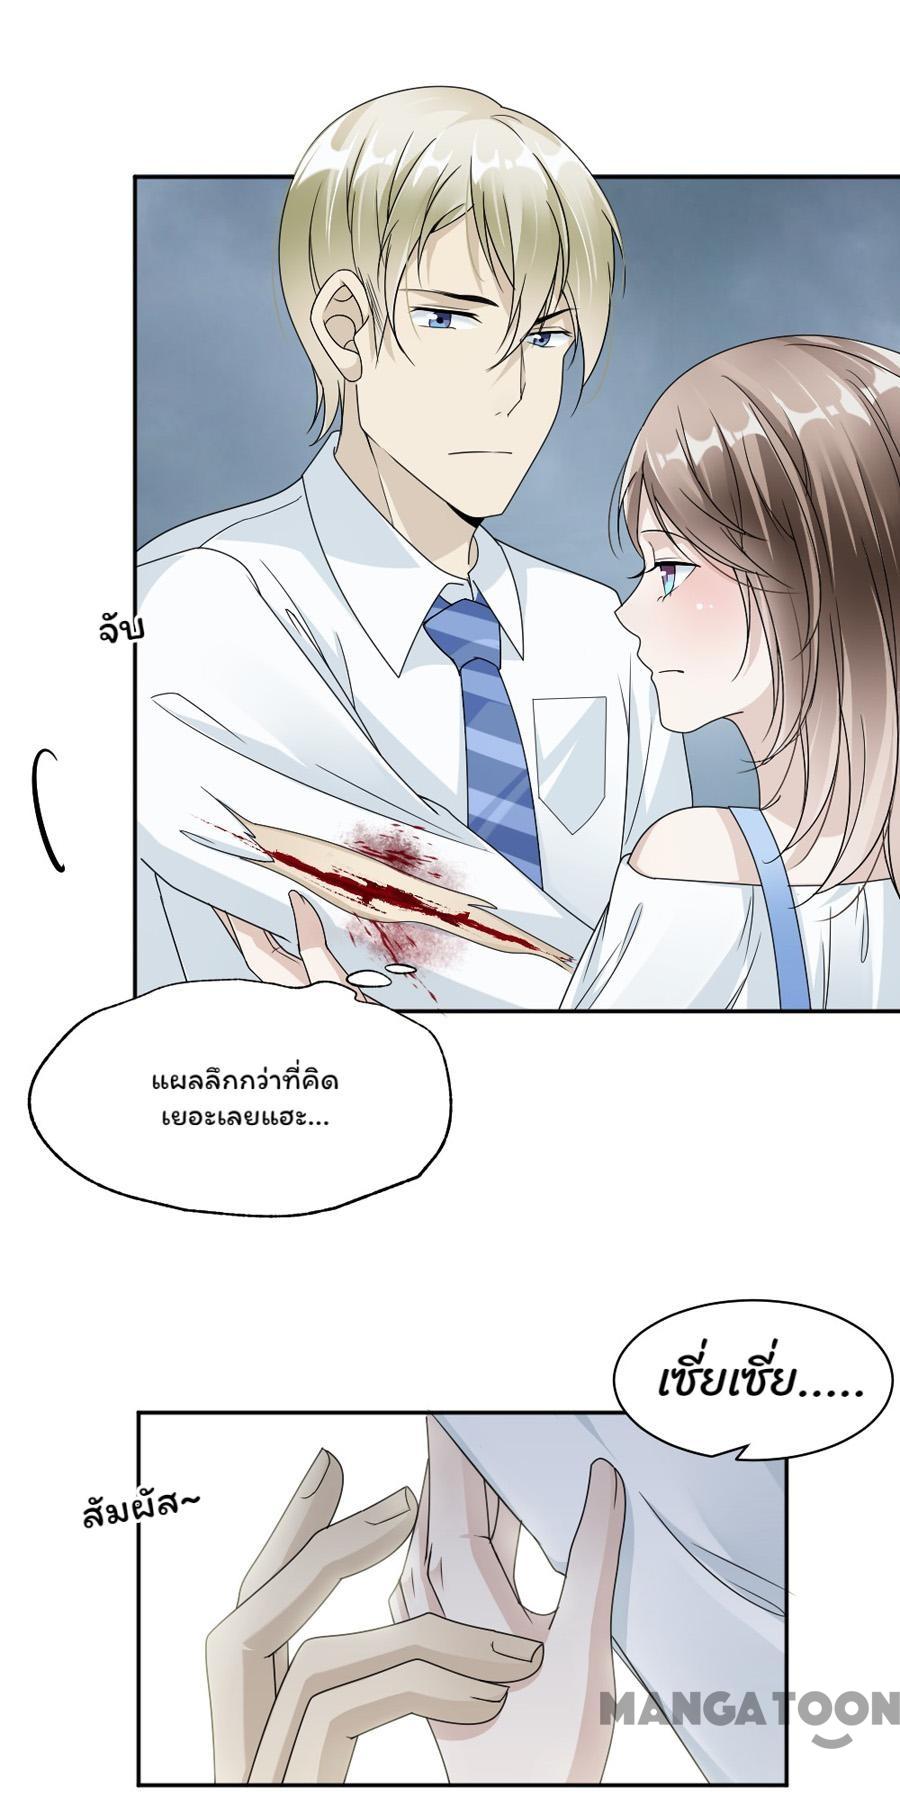 จับ
แผลลึกกว่าที่คิด
เยอะเลยแฮะ...
เซี่ยเซี่ย.....
สัมผัส~
MANGATOON